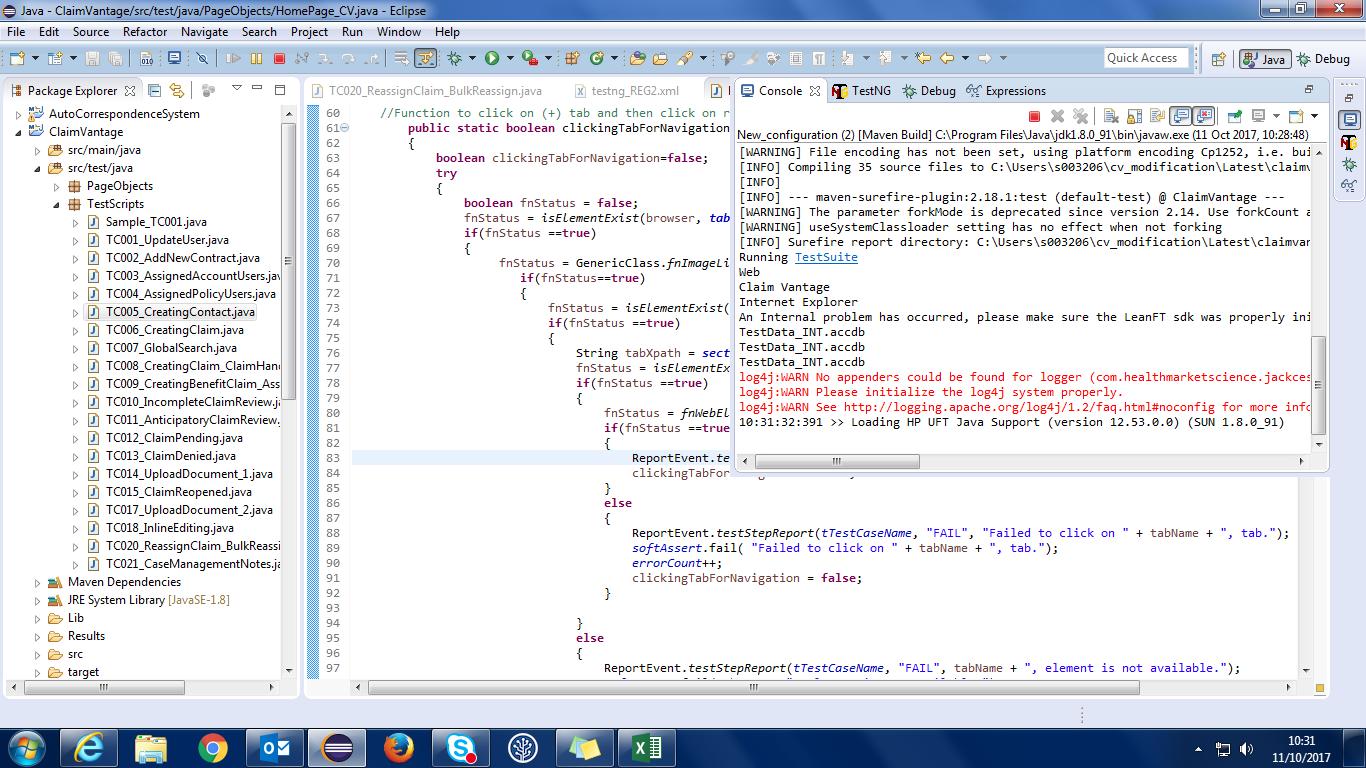 Java - ClaimVantage/src/test/java/PageObjects/HomePage_CV.java - Eclipse
File Edit Source Refactor Navigate Search Project Run Window Help
Quick Access
Java
Debug
Package Explorer
AutoCorrespondenceSystem
ClaimVantage
src/main/java
src/test/java
PageObjects
TestScripts
Sample_TC001.java
TC001_UpdateUser.java
TC002_AddNewContract.java
TC003_AssignedAccountUsers.jav
TC004_AssignedPolicyUsers.java
TC005_CreatingContact.java
TC006_CreatingClaim.java
TC007_GlobalSearch.java
TC008_CreatingClaim_ClaimHan
TC009_CreatingBenefitClaim_Ass
TC010_IncompleteClaimReview.j
TC011_AnticipatoryClaimReview.
TC012_ClaimPending.java
TC013_ClaimDenied.java
TC014_UploadDocument_1.java
TC015_ClaimReopened.java
TC017_UploadDocument_2.java
TC018_InlineEditing.java
TC020_ReassignClaim_BulkReassi
TC021_CaseManagementNotes.ja
Maven Dependencies
JRE System Library [JavaSE-1.8]
Lib
Results
src
target
TC020_ReassignClaim_BulkReassign.java
testng_REG2.xml
60 //Function to click on (+) tab and then click on r
61 public static boolean clickingTabForNavigation
62 {
63 boolean clickingTabForNavigation=false;
64 try
65 {
66 boolean fnStatus = false;
67 fnStatus = isElementExist(browser, tab
68 if(fnStatus ==true)
69 {
70 fnStatus = GenericClass.fnImageLi
71 if(fnStatus==true)
72 {
73 fnStatus = isElementExist(
74 if(fnStatus ==true)
75 {
76 String tabXpath = sect
77 fnStatus = isElementEx
78 if(fnStatus ==true)
79 {
80 fnStatus = fnWebEl
81 if(fnStatus ==true
82 {
83 ReportEvent.te
84 clickingTabFor
85 }
86 else
87 {
88 ReportEvent.testStepReport(tTestCaseName, "FAIL", "Failed to click on " + tabName + ", tab.");
89 softAssert.fail( "Failed to click on " + tabName + ", tab.");
90 errorCount++;
91 clickingTabForNavigation = false;
92 }
93
94 }
95 else
96 {
97 ReportEvent.testStepReport(tTestCaseName, "FAIL", tabName + ", element is not available.");
Console
TestNG
Debug
Expressions
New_configuration (2) [Maven Build] C:\Program Files\Java\jdk1.8.0_91\bin\javaw.exe (11 Oct 2017, 10:28:48)
[WARNING] File encoding has not been set, using platform encoding Cp1252, i.e. bui
[INFO] Compiling 35 source files to C:\Users\s003206\cv_modification\Latest\claimv
[INFO]
[INFO] --- maven-surefire-plugin:2.18.1:test (default-test) @ ClaimVantage ---
[WARNING] The parameter forkMode is deprecated since version 2.14. Use forkCount a
[WARNING] useSystemClassloader setting has no effect when not forking
[INFO] Surefire report directory: C:\Users\s003206\cv_modification\Latest\claimvan
Running TestSuite
Web
Claim Vantage
Internet Explorer
An Internal problem has occurred, please make sure the LeanFT sdk was properly ini
TestData_INT.accdb
TestData_INT.accdb
TestData_INT.accdb
log4j:WARN No appenders could be found for logger (com.healthmarketscience.jackces
log4j:WARN Please initialize the log4j system properly.
log4j:WARN See http://logging.apache.org/log4j/1.2/faq.html#noconfig for more info
10:31:32:391 >> Loading HP UFT Java Support (version 12.53.0.0) (SUN 1.8.0_91)
10:31
11/10/2017